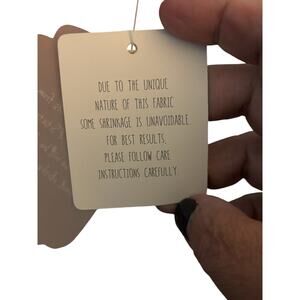 DUE TO THE UNIQUE
NATURE OF THIS FABRIC
SOME SHRINKAGE IS UNAVOIDABLE.
FOR BEST RESULTS,
PLEASE FOLLOW CARE
INSTRUCTIONS CAREFULLY